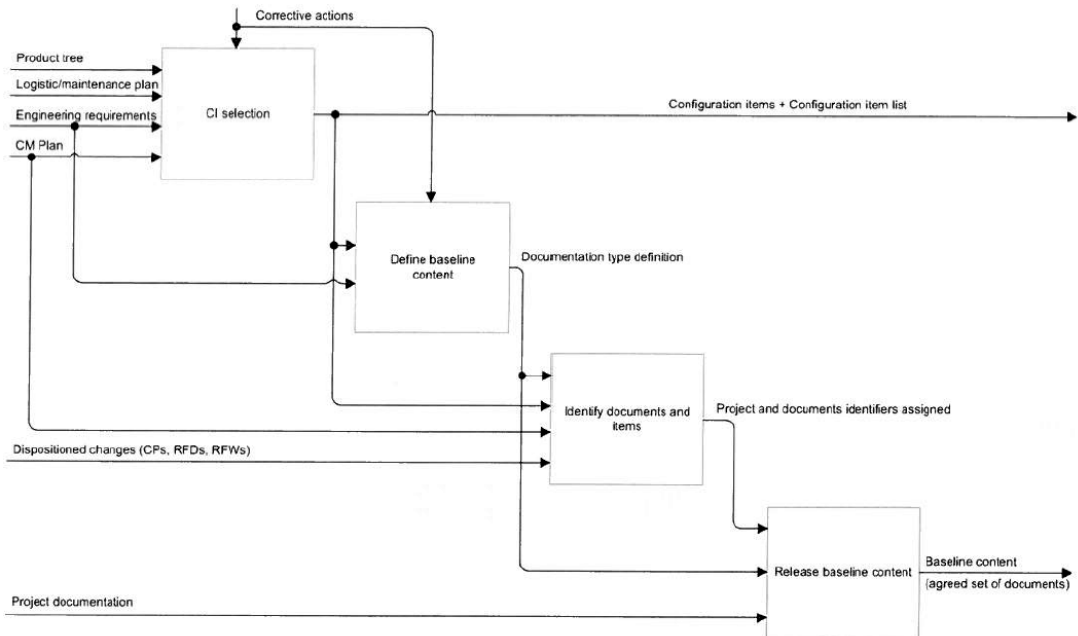 Corrective actions
Product tree
Logistic/maintenance plan
Engineering requirements
CM Plan
CI selection
Configuration items + Configuration item list
Define baseline
content
Documentation type definition
Identify documents and
items
Project and documents identifiers assigned
Dispositioned changes (CPs, RFDs, RFWs)
Release baseline content
Baseline content
(agreed set of documents)
Project documentation